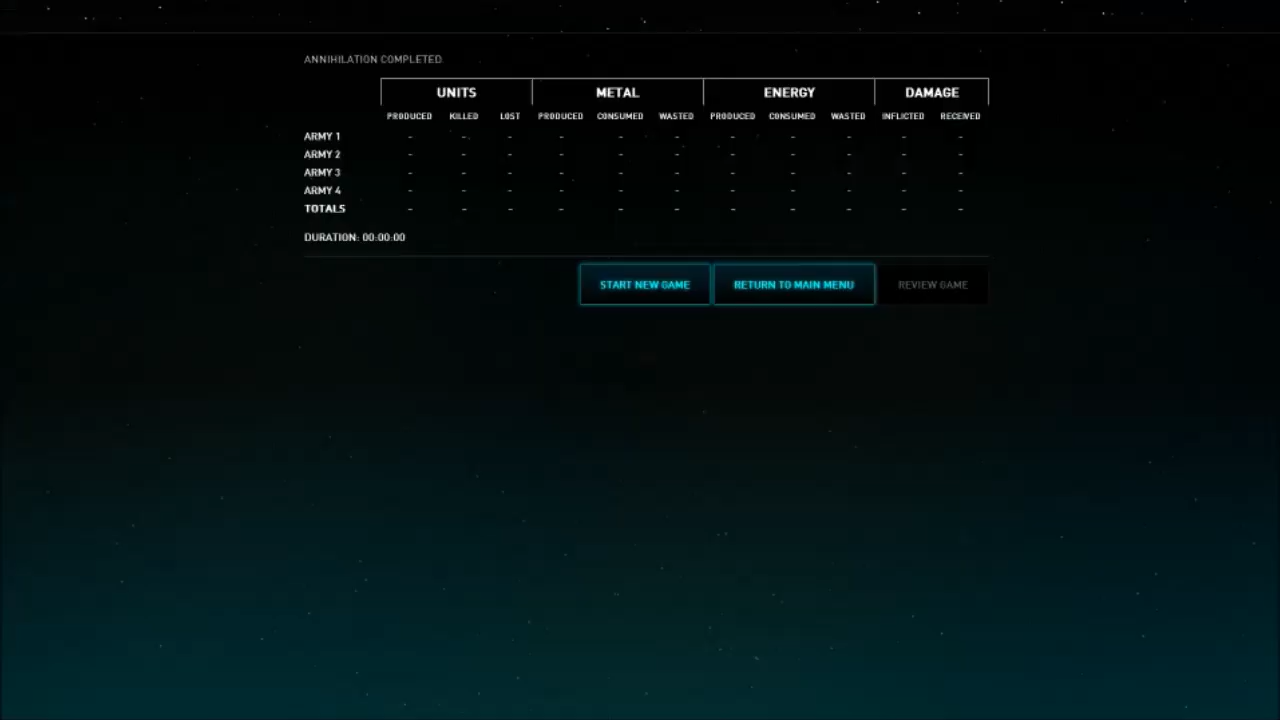 ANNIHILATION COMPLETED
UNITS METAL ENERGY DAMAGE
PRODUCED KILLED LOST PRODUCED CONSUMED WASTED PRODUCED CONSUMED WASTED INFLICTED RECEIVED
ARMY 1 - - - - - - - - - - -
ARMY 2 - - - - - - - - - - -
ARMY 3 - - - - - - - - - - -
ARMY 4 - - - - - - - - - - -
TOTALS - - - - - - - - - - -
DURATION: 00:00:00
START NEW GAME RETURN TO MAIN MENU REVIEW GAME